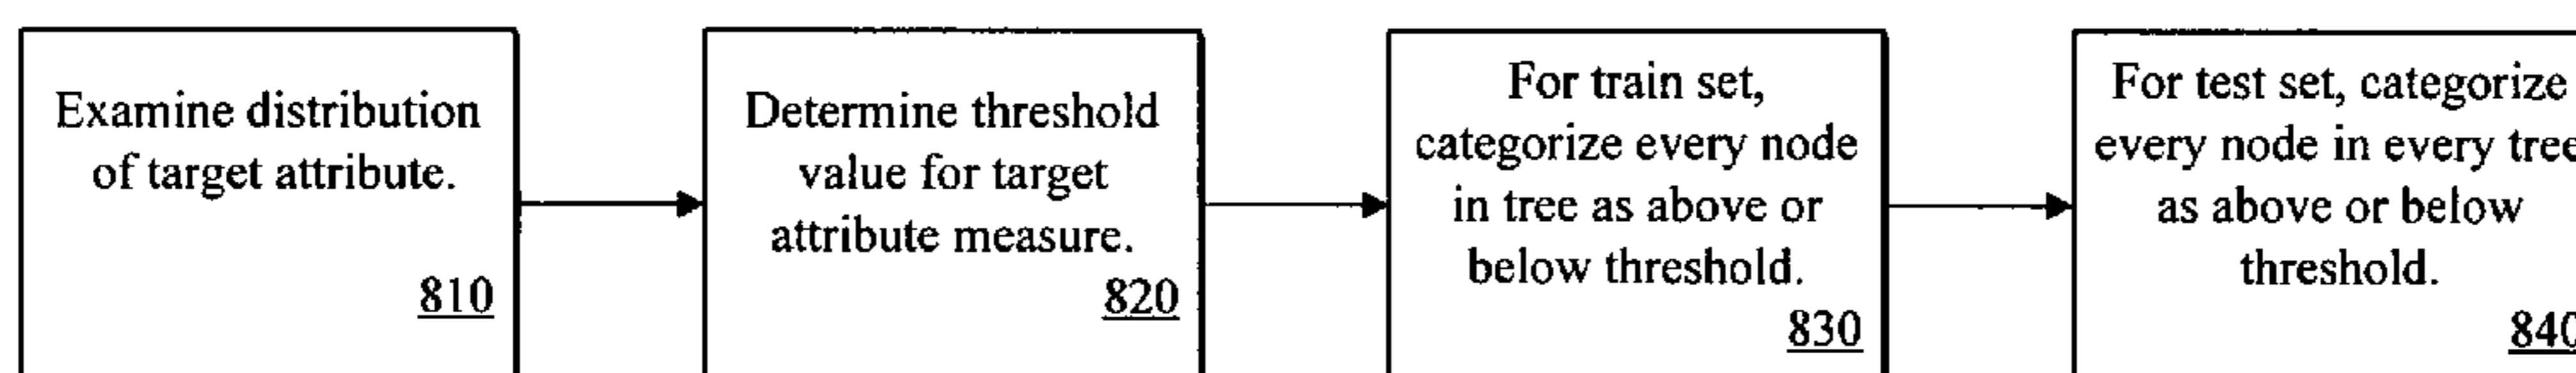 Examine distribution
of target attribute.
810
Determine threshold
value for target
attribute measure.
820
For train set,
categorize every node
in tree as above or
below threshold.
830
For test set, categorize
every node in every tree
as above or below
threshold.
840